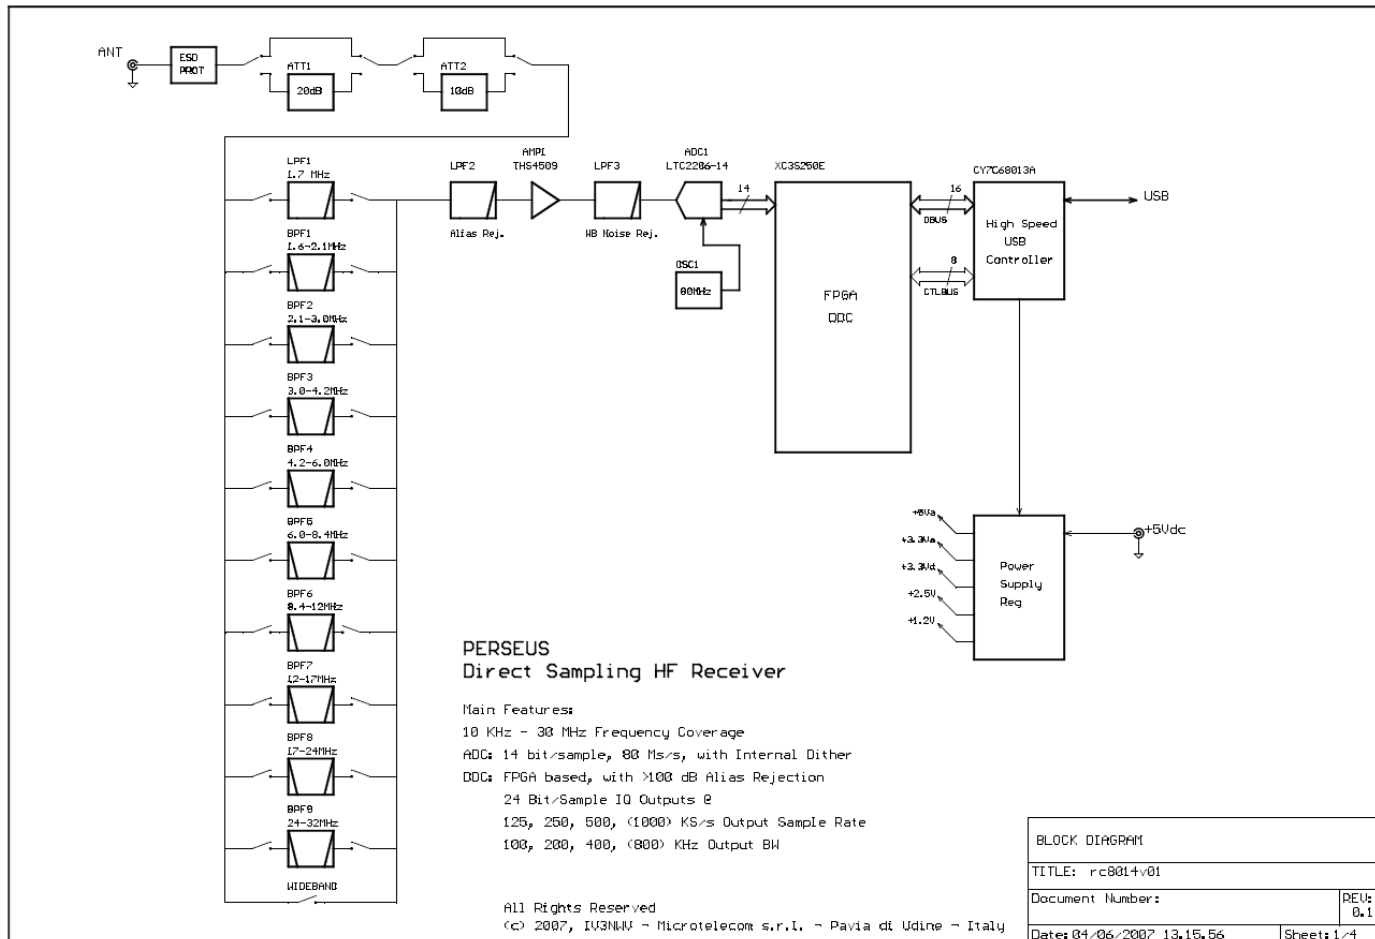 ANT
ESD
PROT
ATT1
20dB
ATT2
10dB
LPF1
1.7 MHz
BPF1
1.6-2.1MHz
BPF2
2.1-3.0MHz
BPF3
3.0-4.2MHz
BPF4
4.2-6.0MHz
BPF5
6.0-8.4MHz
BPF6
8.4-12MHz
BPF7
12-17MHz
BPF8
17-24MHz
BPF9
24-32MHz
WIDEBAND
LPF2
Alias Rej.
AMP1
THS4509
LPF3
WB Noise Rej.
ADC1
LTC2206-14
14
OSC1
80MHz
XC3S250E
FPGA
DDC
16
DBUS
8
CTLBUS
CY7C68013A
High Speed
USB
Controller
USB
+5Vdc
Power
Supply
Reg
+3.3Va
+3.3Vd
+2.5V
+1.2V
PERSEUS
Direct Sampling HF Receiver
Main Features:
10 KHz - 30 MHz Frequency Coverage
ADC: 14 bit/sample, 80 Ms/s, with Internal Dither
DDC: FPGA based, with >100 dB Alias Rejection
24 Bit/Sample IQ Outputs @
125, 250, 500, (1000) KS/s Output Sample Rate
100, 200, 400, (800) KHz Output BW
All Rights Reserved
(c) 2007, IV3NWV - Microtelecom s.r.l. - Pavia di Udine - Italy
BLOCK DIAGRAM
TITLE: rc8014v01
Document Number:
REV:
0.1
Date: 04/06/2007 13.15.56
Sheet: 1/4